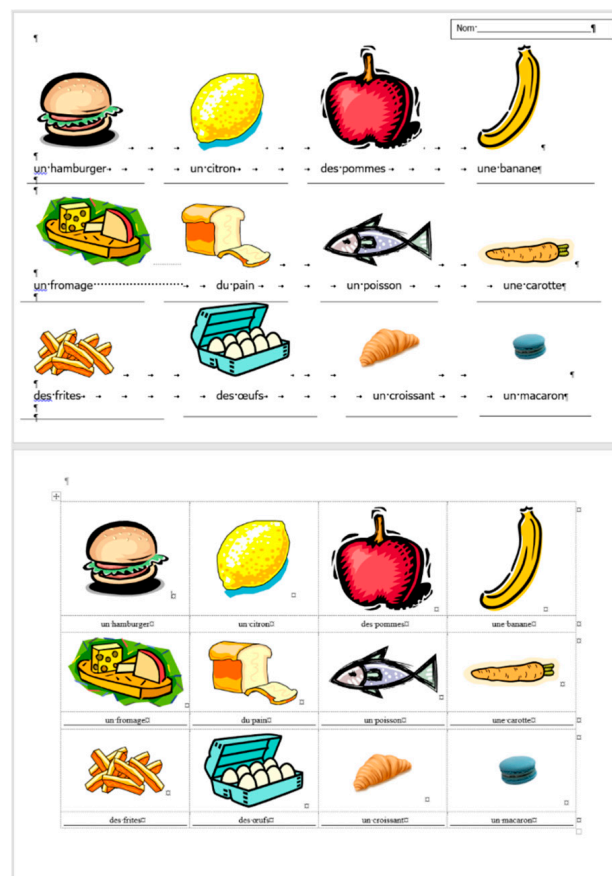 Nom:
un hamburger un citron des pommes une banane
un fromage du pain un poisson une carotte
des frites des œufs un croissant un macaron
un hamburger un citron des pommes une banane
un fromage du pain un poisson une carotte
des frites des œufs un croissant un macaron